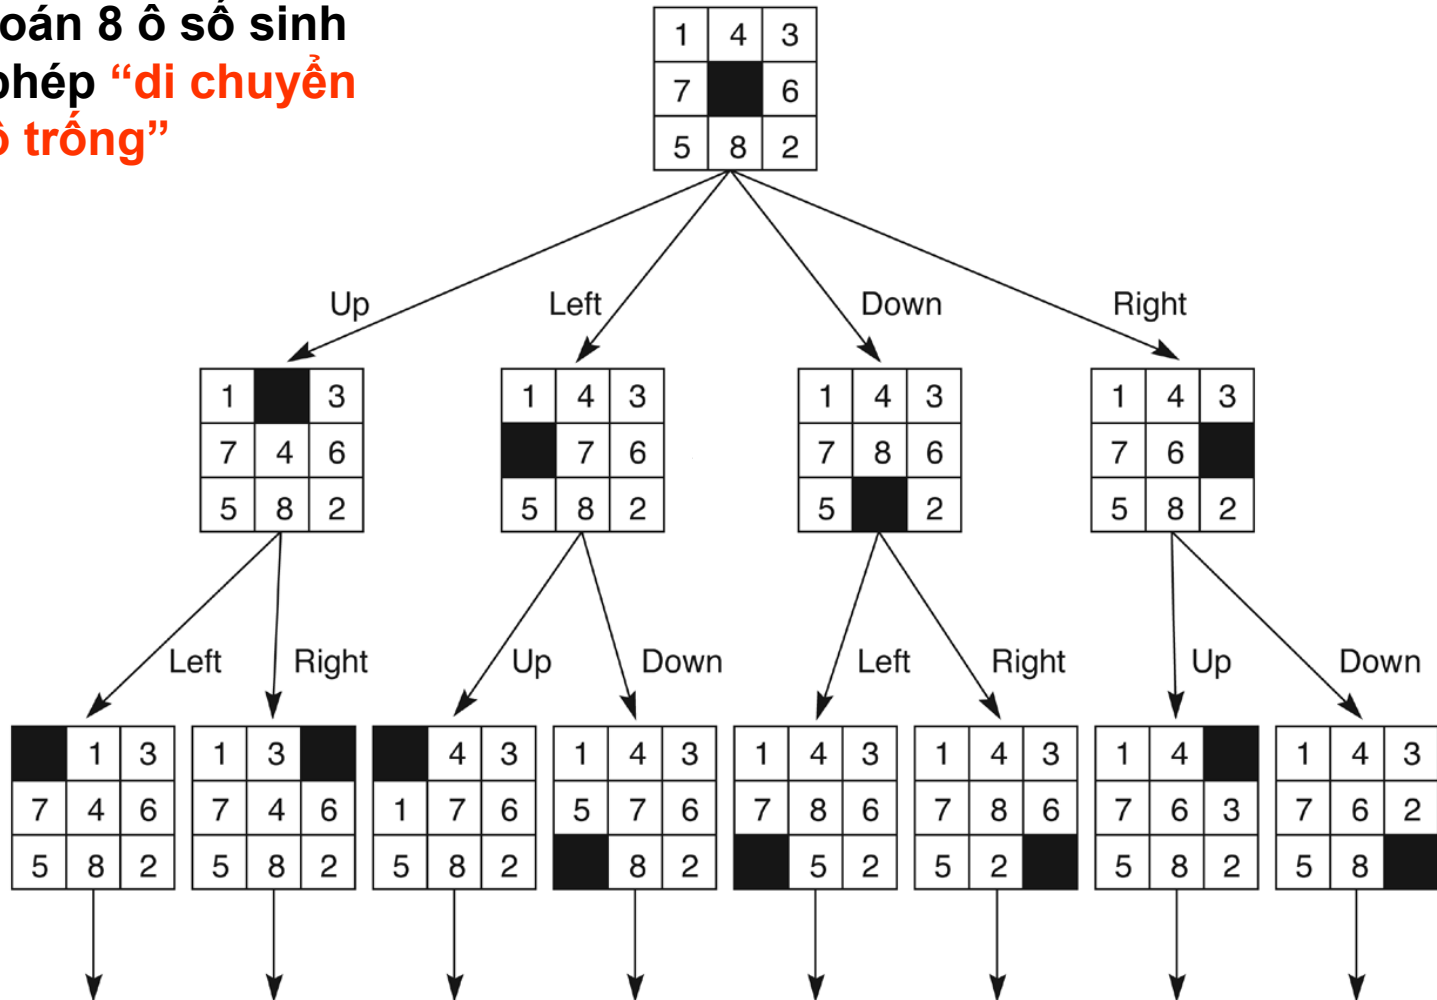 oán 8 ô số sinh
phép “di chuyển
ô trống”
1 4 3
7 6
5 8 2
Up Left Down Right
1 3 1 4 3 1 4 3 1 4 3
7 4 6 7 6 7 8 6 7 6
5 8 2 5 8 2 5 2 5 8 2
Left Right Up Down Left Right Up Down
1 3 1 3 4 3 1 4 3 1 4 3 1 4 3 1 4 1 4 3
7 4 6 7 4 6 1 7 6 5 7 6 7 8 6 7 8 6 7 6 3 7 6 2
5 8 2 5 8 2 5 8 2 8 2 5 2 5 2 5 8 2 5 8